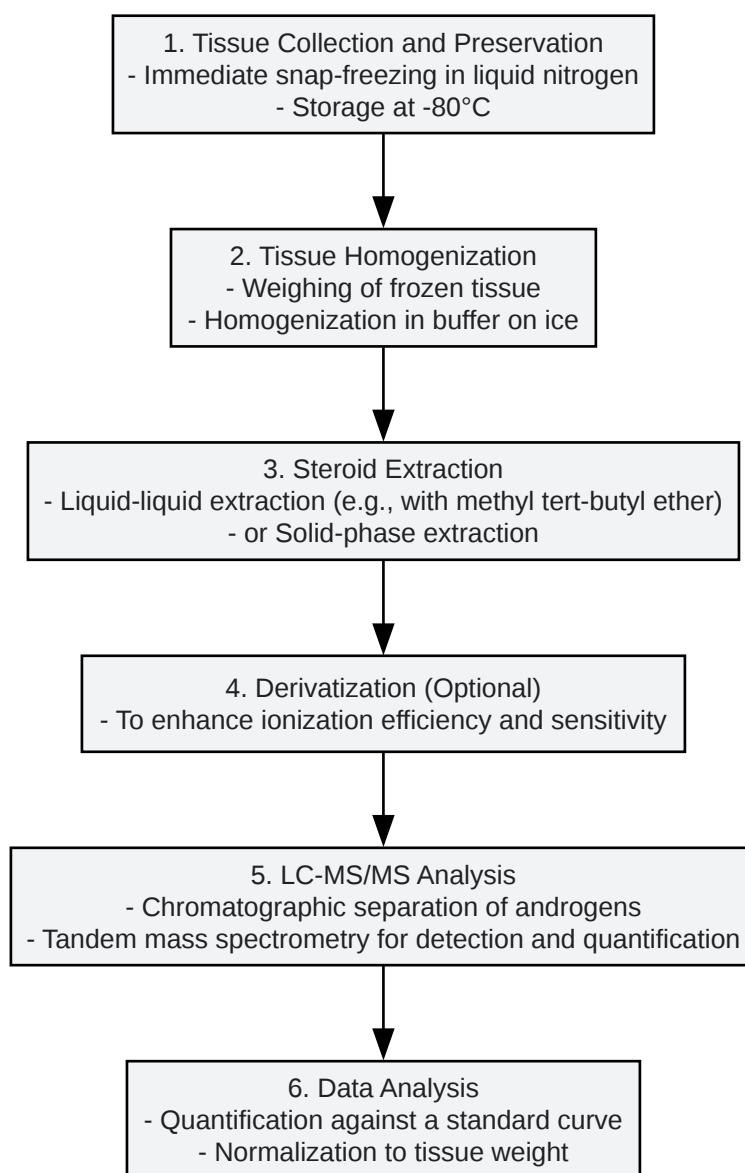 1. Tissue Collection and Preservation
- Immediate snap-freezing in liquid nitrogen
- Storage at -80°C
2. Tissue Homogenization
- Weighing of frozen tissue
- Homogenization in buffer on ice
3. Steroid Extraction
- Liquid-liquid extraction (e.g., with methyl tert-butyl ether)
- or Solid-phase extraction
4. Derivatization (Optional)
- To enhance ionization efficiency and sensitivity
5. LC-MS/MS Analysis
- Chromatographic separation of androgens
- Tandem mass spectrometry for detection and quantification
6. Data Analysis
- Quantification against a standard curve
- Normalization to tissue weight